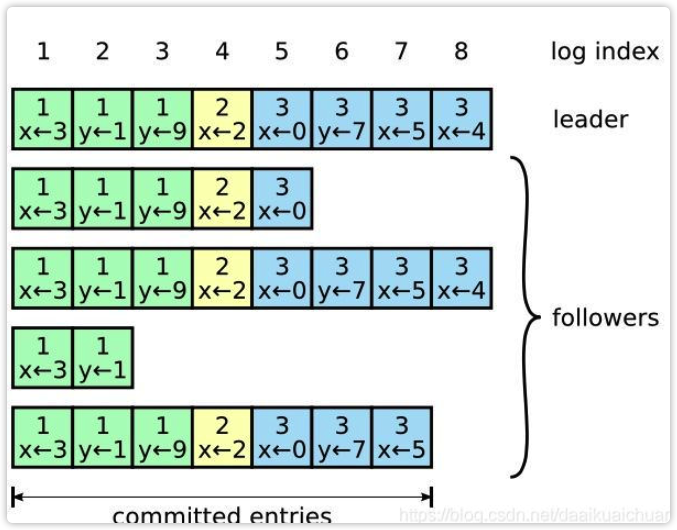 1 2 3 4 5 6 7 8 log index
1 1 1 2 3 3 3 3
x←3 y←1 y←9 x←2 x←0 y←7 x←5 x←4
leader
1 1 1 2 3
x←3 y←1 y←9 x←2 x←0
1 1 1 2 3 3 3 3
x←3 y←1 y←9 x←2 x←0 y←7 x←5 x←4
followers
1 1
x←3 y←1
1 1 1 2 3 3 3
x←3 y←1 y←9 x←2 x←0 y←7 x←5
committed entries
https://blog.csdn.net/daaikuaichuan